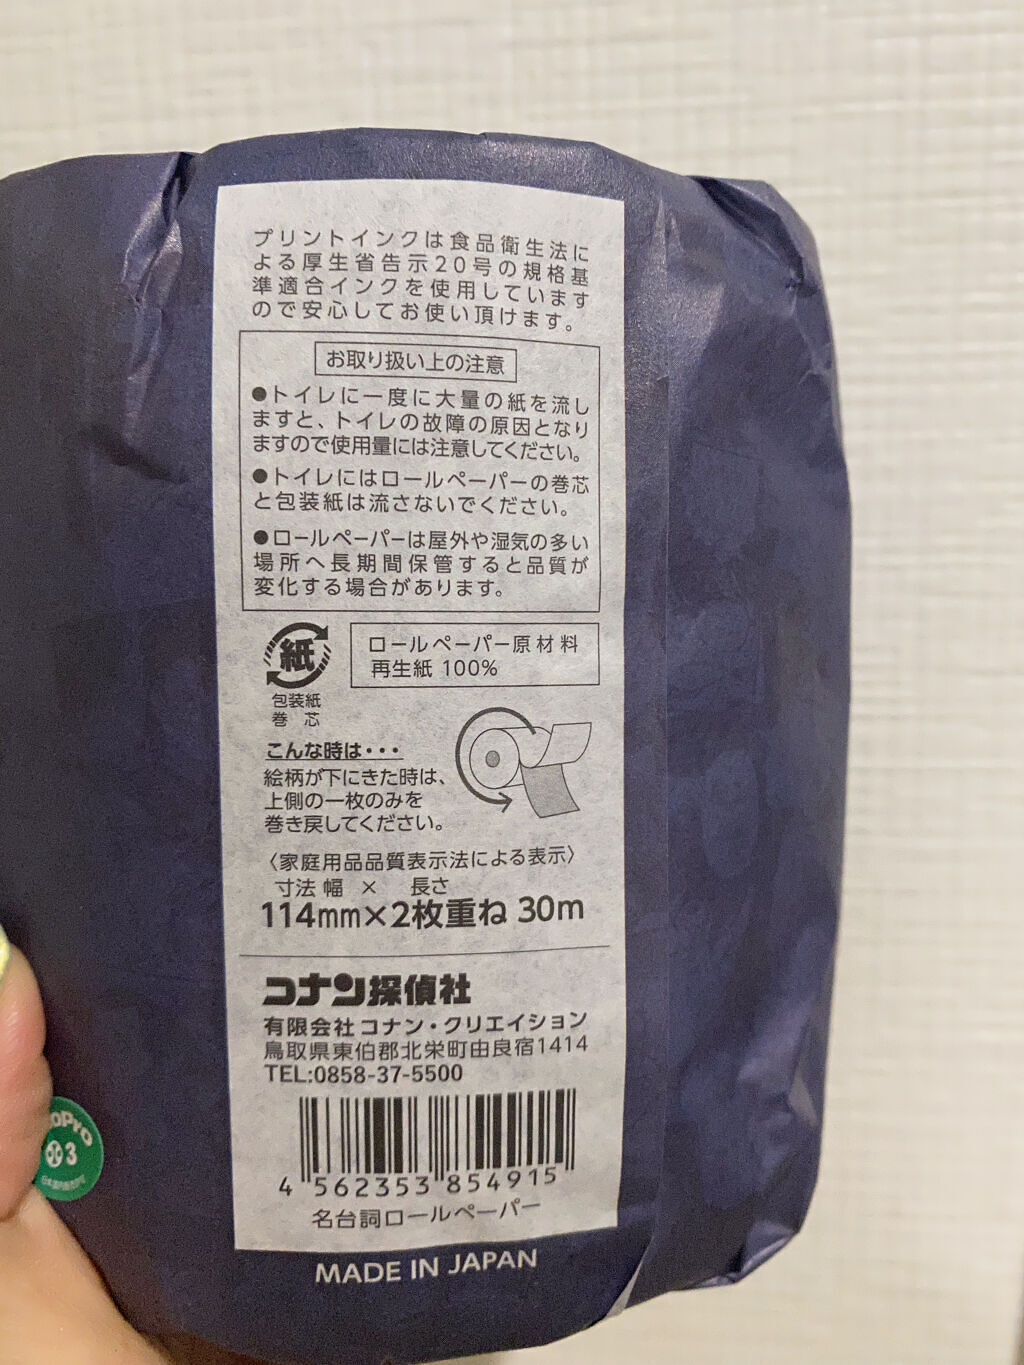 プリントインクは食品衛生法に
よる厚生省告示20号の規格基
準適合インクを使用しています
ので安心してお使い頂けます。
お取り扱い上の注意
●トイレに一度に大量の紙を流し
ますと、トイレの故障の原因となり
ますので使用量には注意してください。
●トイレにはロールペーパーの巻芯
と包装紙は流さないでください。
●ロールペーパーは屋外や湿気の多い
場所へ長期間保管すると品質が
変化する場合があります。
紙
包装紙
巻 芯
ロールペーパー原材料
再生紙 100%
こんな時は・・・
絵柄が下にきた時は、
上側の一枚のみを
巻き戻してください。
〈家庭用品品質表示法による表示〉
寸法 幅 × 長さ
114mm×2枚重ね 30m
コナン探偵社
有限会社 コナン・クリエイション
鳥取県東伯郡北栄町由良宿1414
TEL:0858-37-5500
4 562353 854915
名台詞ロールペーパー
MADE IN JAPAN
3